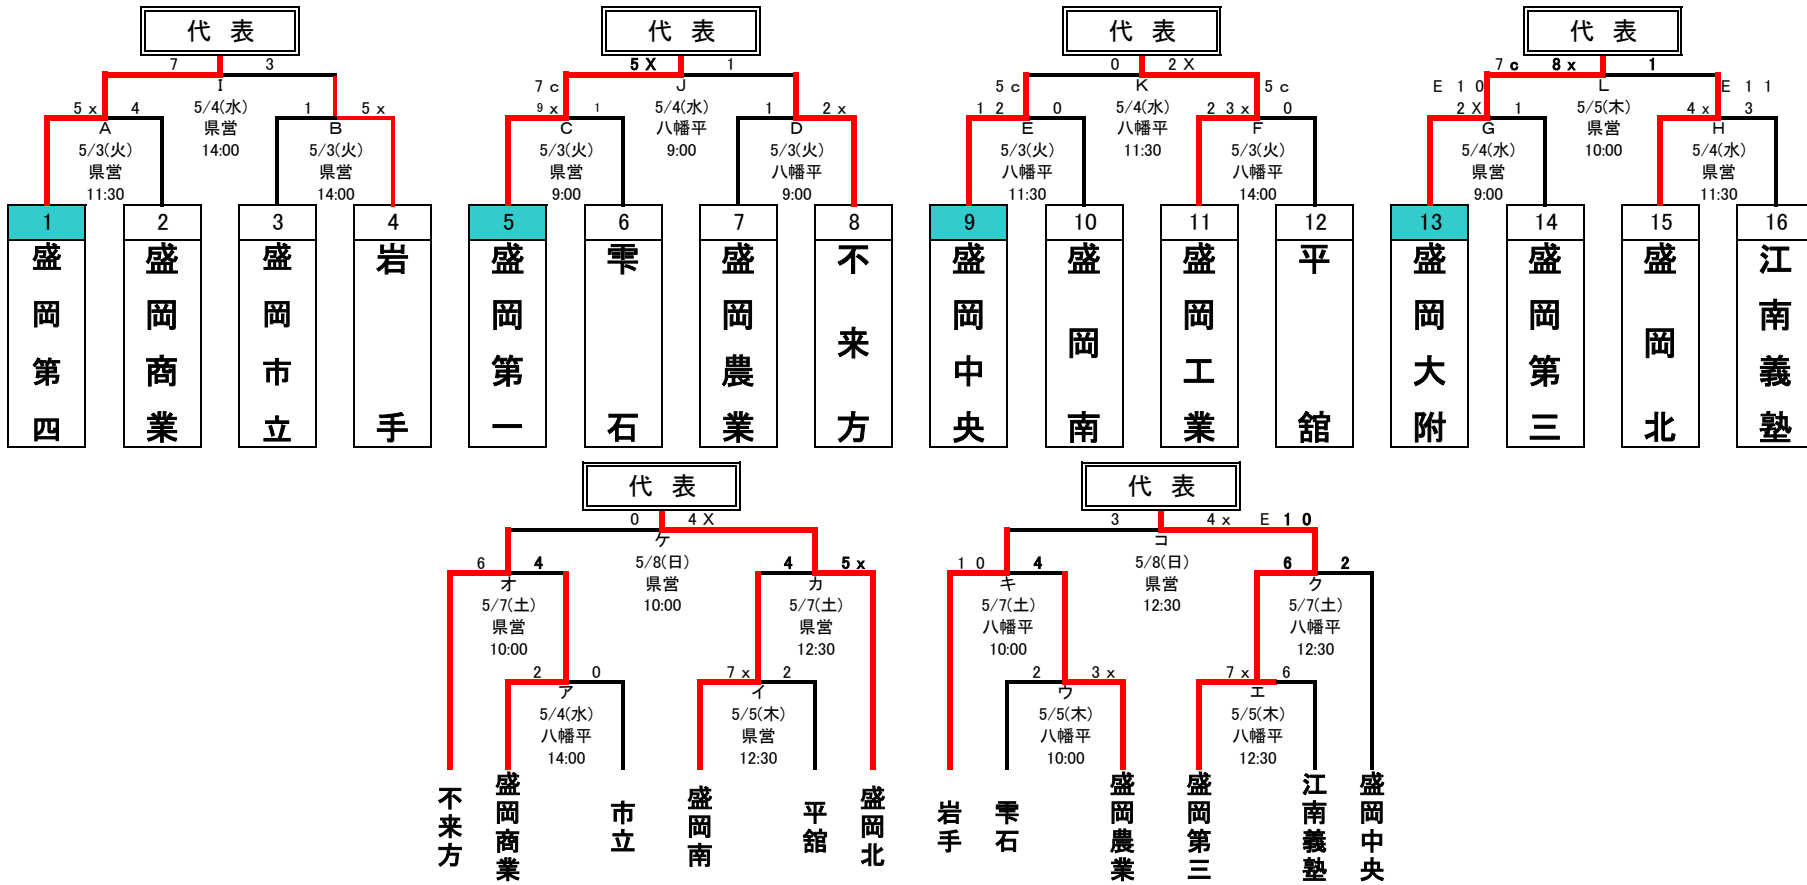 代 表 代 表 代 表 代 表
7 3 5 X 1 0 2 X 7 c 8 x 1
I J K L
7 c 5 c 5 c E 1 0 E 1 1
5 x 4 1 5 x 9 x 1 1 2 x 1 2 0 2 3 x 0 2 X 1 4 x 3
5/4(水) 5/4(水) 5/4(水) 5/5(木)
県営 八幡平 八幡平 県営
14:00 9:00 11:30 10:00
A B C D E F G H
5/3(火) 5/3(火) 5/3(火) 5/3(火) 5/3(火) 5/3(火) 5/4(水) 5/4(水)
県営 県営 県営 八幡平 八幡平 八幡平 県営 県営
11:30 14:00 9:00 9:00 11:30 14:00 9:00 11:30
1 2 3 4 5 6 7 8 9 10 11 12 13 14 15 16
盛岡第四
盛岡商業
盛岡市立
岩手
盛岡第一
雫石
盛岡農業
不来方
盛岡中央
盛岡南
盛岡工業
平舘
盛岡大附
盛岡第三
盛岡北
江南義塾
代 表 代 表
0 4 X 3 4 x E 1 0
ケ コ
5/8(日) 5/8(日)
県営 県営
10:00 12:30
6 4 4 5 x 1 0 4 6 2
オ カ キ ク
5/7(土) 5/7(土) 5/7(土) 5/7(土)
県営 県営 八幡平 八幡平
10:00 12:30 10:00 12:30
2 0 7 x 2 2 3 x 7 x 6
ア イ ウ エ
5/4(水) 5/5(木) 5/5(木) 5/5(木)
八幡平 県営 八幡平 八幡平
14:00 12:30 10:00 12:30
不来方
盛岡商業
市立
盛岡南
平舘
盛岡北
岩手
雫石
盛岡農業
盛岡第三
江南義塾
盛岡中央